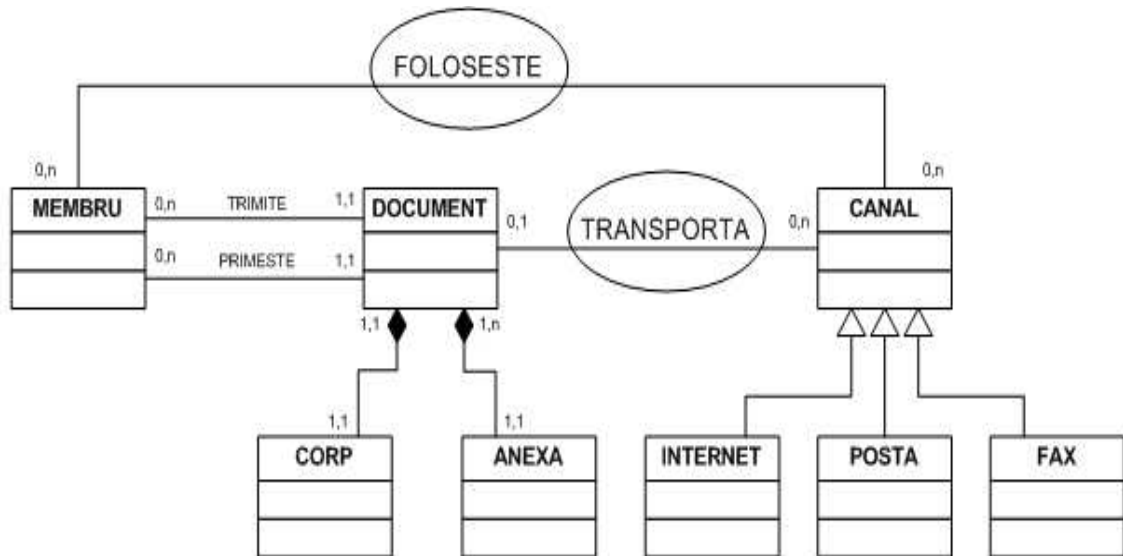 FOLOSESTE
0,n
0,n
MEMBRU
0,n
TRIMITE
1,1
DOCUMENT
0,1
TRANSPORTA
0,n
CANAL
0,n
PRIMESTE
1,1
1,1
1,n
1,1
1,1
CORP
ANEXA
INTERNET
POSTA
FAX